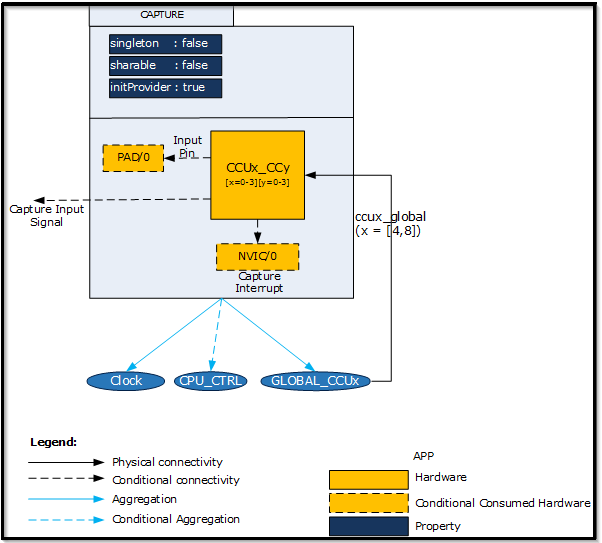 CAPTURE
singleton : false
sharable : false
initProvider : true
Input
Pin
PAD/0
CCUx_CCy
[x=0-3][y=0-3]
Capture Input
Signal
ccux_global
(x = [4,8])
NVIC/0
Capture
Interrupt
Clock
CPU_CTRL
GLOBAL_CCUx
Legend:
Physical connectivity
Conditional connectivity
Aggregation
Conditional Aggregation
APP
Hardware
Conditional Consumed Hardware
Property